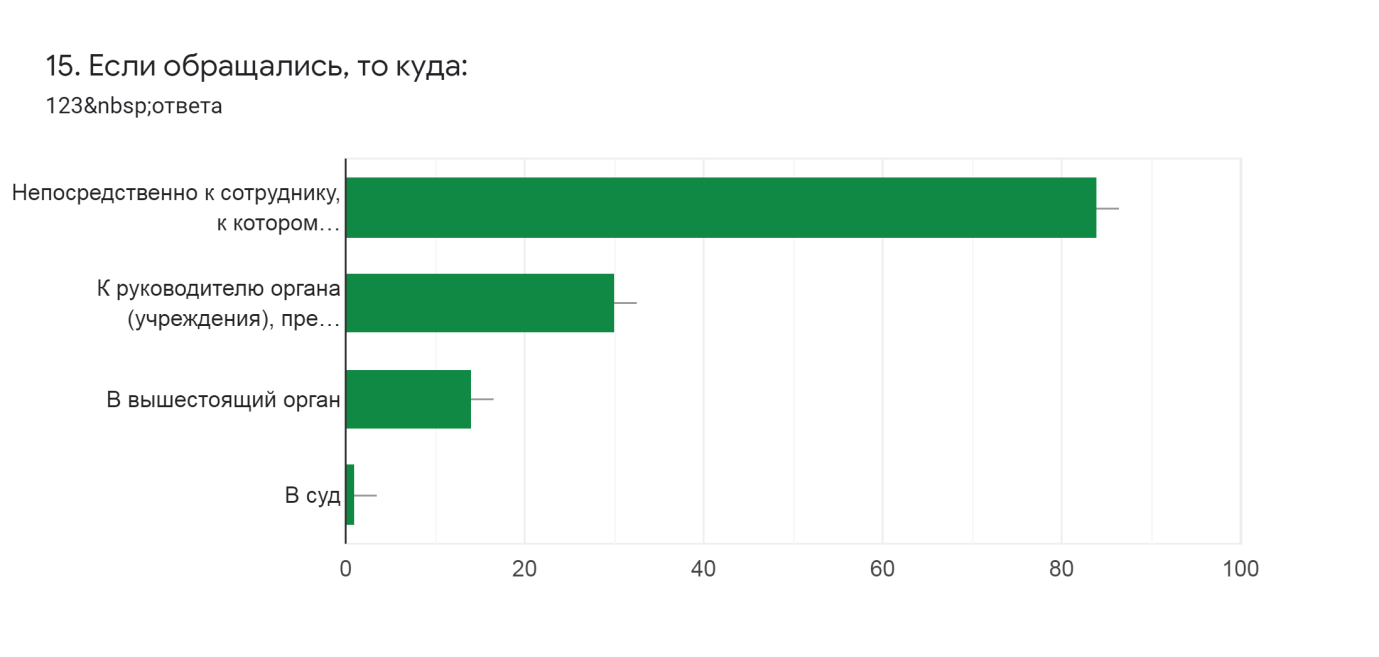 15. Если обращались, то куда:
123&nbsp;ответа
Непосредственно к сотруднику,
к котором…
К руководителю органа
(учреждения), пре…
В вышестоящий орган
В суд
0 20 40 60 80 100